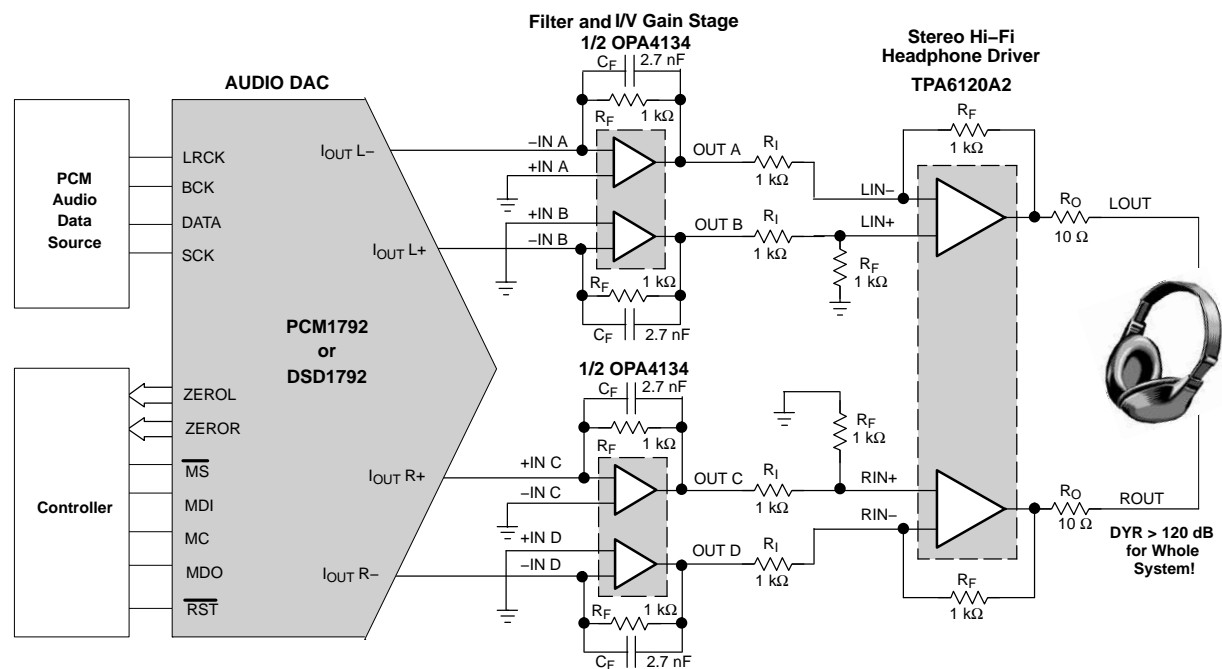 Filter and I/V Gain Stage
1/2 OPA4134
CF 2.7 nF
RF 1 kΩ
Stereo Hi–Fi
Headphone Driver
TPA6120A2
AUDIO DAC
PCM
Audio
Data
Source
LRCK
BCK
DATA
SCK
IOUT L–
IOUT L+
–IN A
+IN A
+IN B
–IN B
OUT A
OUT B
RI
1 kΩ
RI
1 kΩ
LIN–
LIN+
RF
1 kΩ
RF
1 kΩ
RO
10 Ω
LOUT
RF 1 kΩ
CF 2.7 nF
PCM1792
or
DSD1792
Controller
ZEROL
ZEROR
MS
MDI
MC
MDO
RST
IOUT R+
IOUT R–
1/2 OPA4134
CF 2.7 nF
RF 1 kΩ
+IN C
–IN C
+IN D
–IN D
OUT C
OUT D
RI
1 kΩ
RI
1 kΩ
RF
1 kΩ
RIN+
RIN–
RF
1 kΩ
RO
10 Ω
ROUT
DYR > 120 dB
for Whole
System!
RF 1 kΩ
CF 2.7 nF